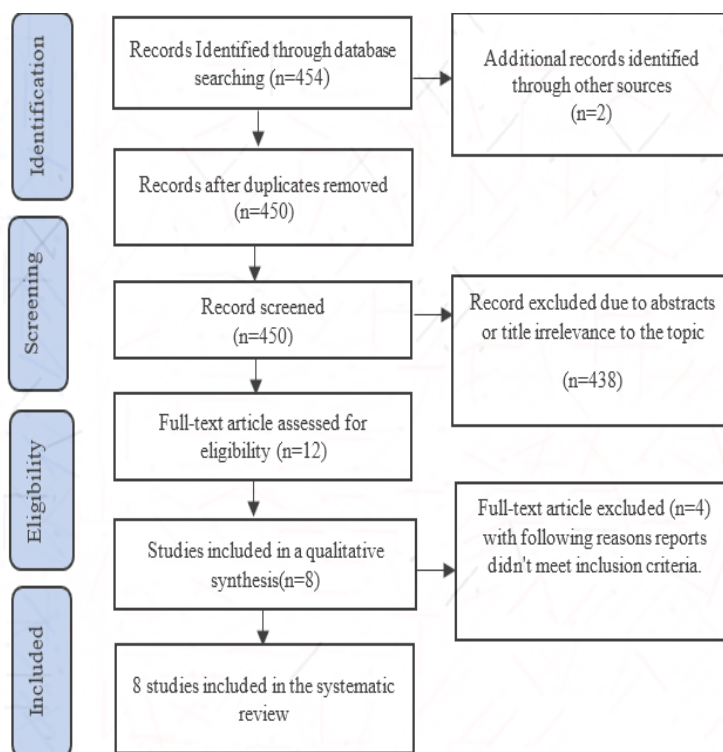 Identification
Records Identified through database
searching (n=454)
Additional records identified
through other sources
(n=2)
Records after duplicates removed
(n=450)
Screening
Record screened
(n=450)
Record excluded due to abstracts
or title irrelevance to the topic
(n=438)
Eligibility
Full-text article assessed for
eligibility (n=12)
Full-text article excluded (n=4)
with following reasons reports
didn't meet inclusion criteria.
Studies included in a qualitative
synthesis(n=8)
Included
8 studies included in the systematic
review